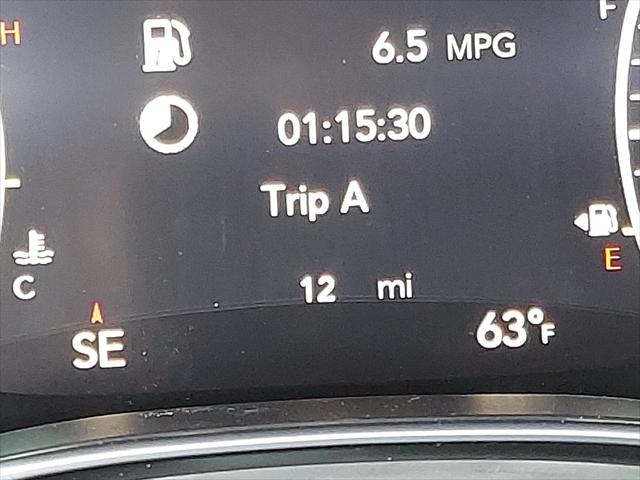 H
F
6.5 MPG
01:15:30
Trip A
E
C
12 mi
SE
63°F